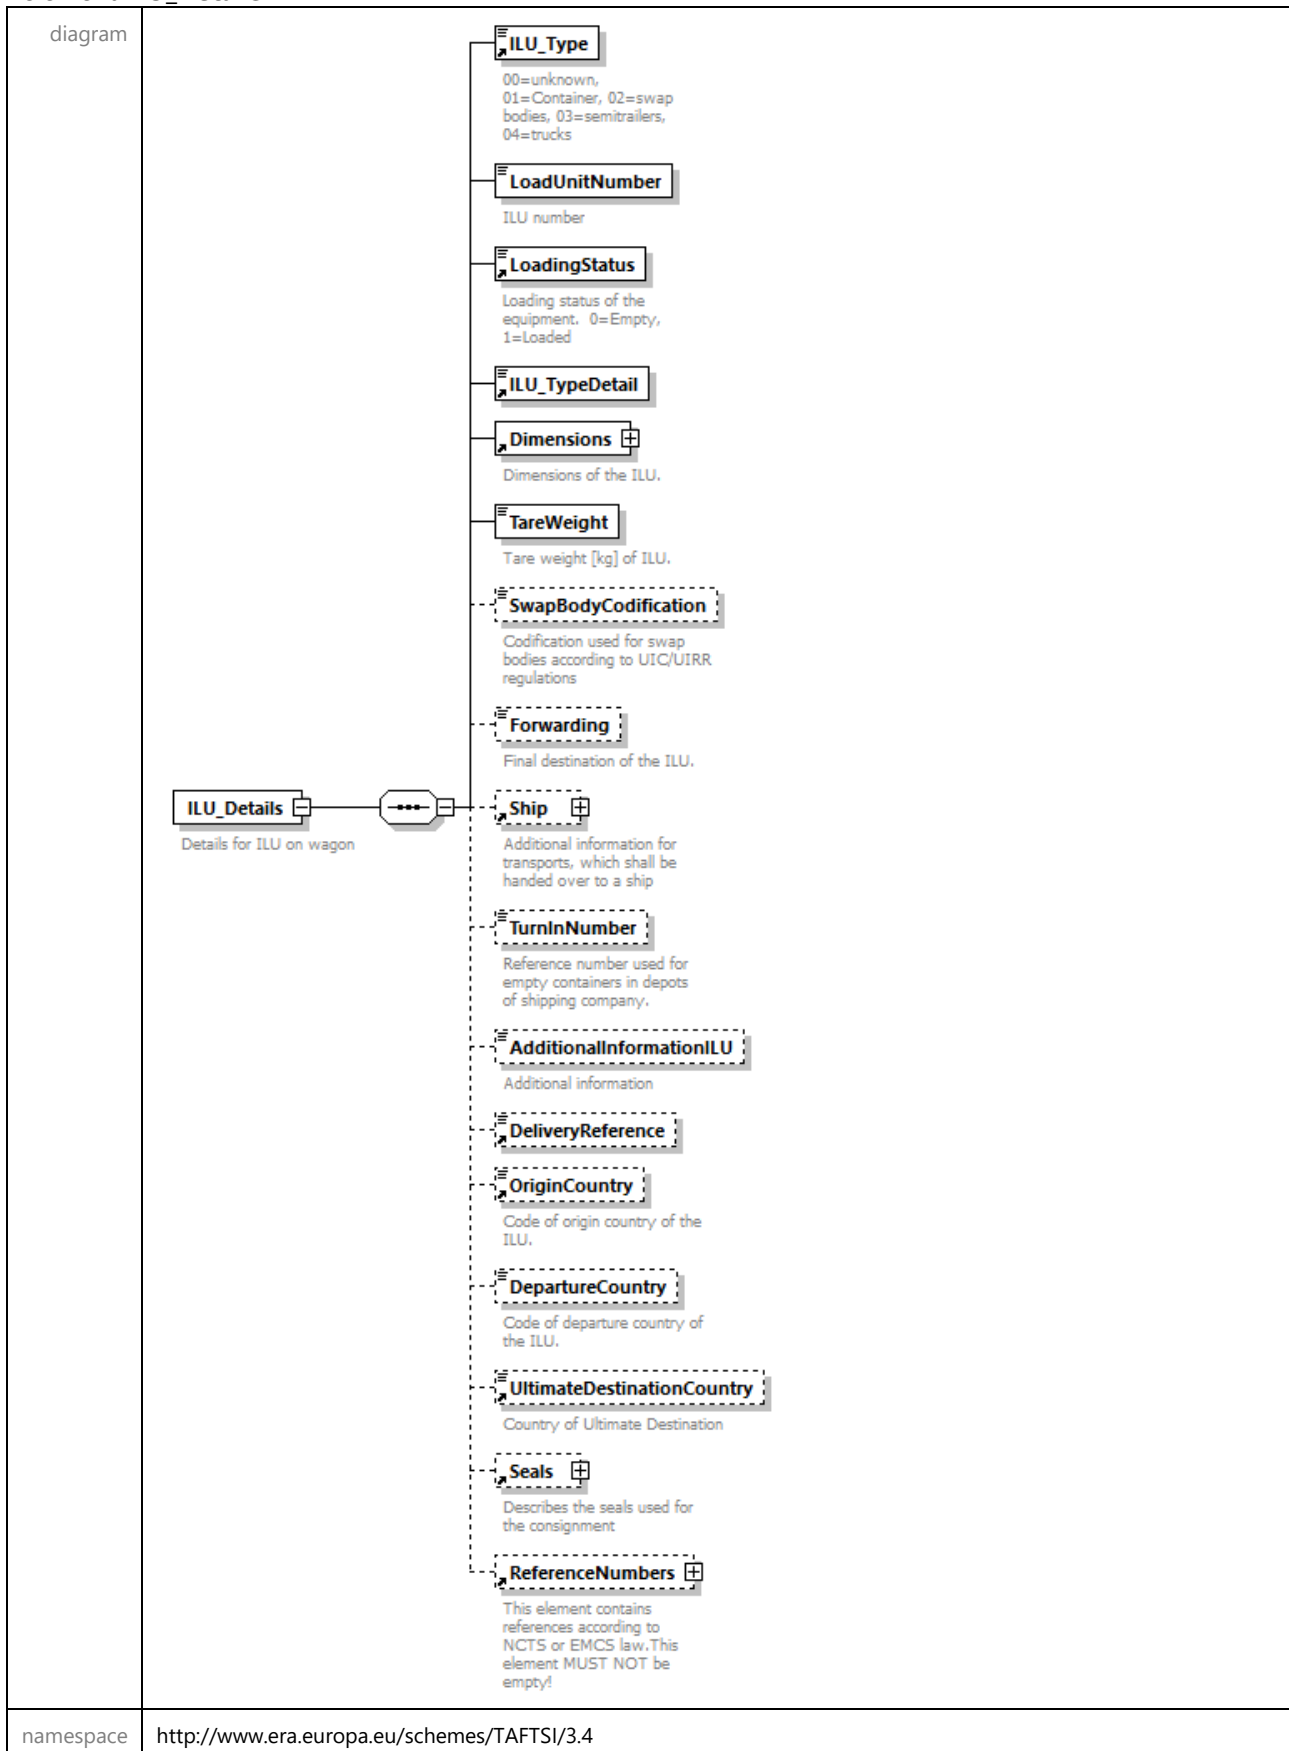 diagram
ILU_Type
00=unknown,
01=Container, 02=swap
bodies, 03=semitrailers,
04=trucks
LoadUnitNumber
ILU number
LoadingStatus
Loading status of the
equipment.  0=Empty,
1=Loaded
ILU_TypeDetail
Dimensions
Dimensions of the ILU.
TareWeight
Tare weight [kg] of ILU.
SwapBodyCodification
Codification used for swap
bodies according to UIC/UIRR
regulations
Forwarding
Final destination of the ILU.
ILU_Details
Details for ILU on wagon
Ship
Additional information for
transports, which shall be
handed over to a ship
TurnInNumber
Reference number used for
empty containers in depots
of shipping company.
AdditionalInformationILU
Additional information
DeliveryReference
OriginCountry
Code of origin country of the
ILU.
DepartureCountry
Code of departure country of
the ILU.
UltimateDestinationCountry
Country of Ultimate Destination
Seals
Describes the seals used for
the consignment
ReferenceNumbers
This element contains
references according to
NCTS or EMCS law.This
element MUST NOT be
empty!
namespace
http://www.era.europa.eu/schemes/TAFTSI/3.4